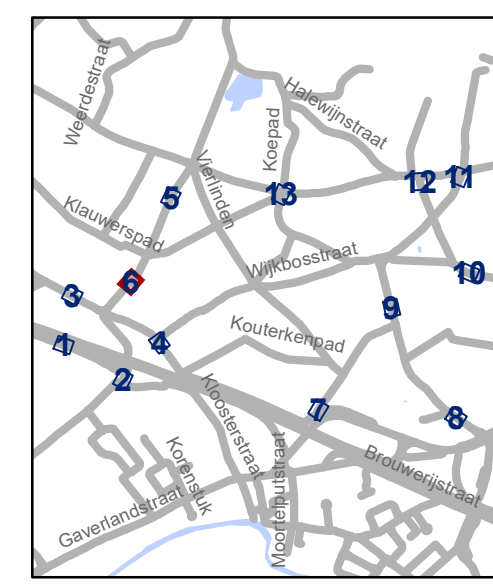 Weerdestraat
Halewijnstraat
Koepad
Vierlinden
11
12
13
5
Klauwerspad
Wijkbosstraat
10
6
3
9
Kouterkenpad
1
4
2
7
8
Kloosterstraat
Korenstuk
Moortelputstraat
Brouwerijstraat
Gaverlandstraat